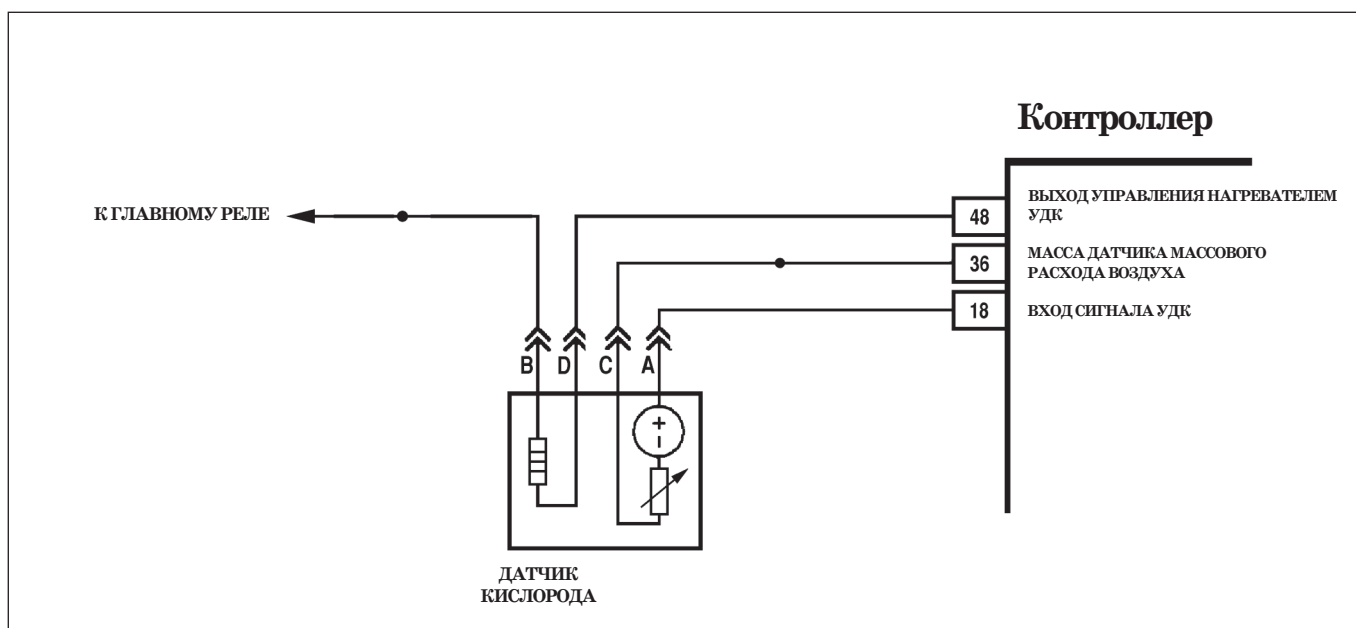 Контроллер
К ГЛАВНОМУ РЕЛЕ
48
ВЫХОД УПРАВЛЕНИЯ НАГРЕВАТЕЛЕМ
УДК
36
МАССА ДАТЧИКА МАССОВОГО
РАСХОДА ВОЗДУХА
18
ВХОД СИГНАЛА УДК
B D C A
+
-
ДАТЧИК
КИСЛОРОДА